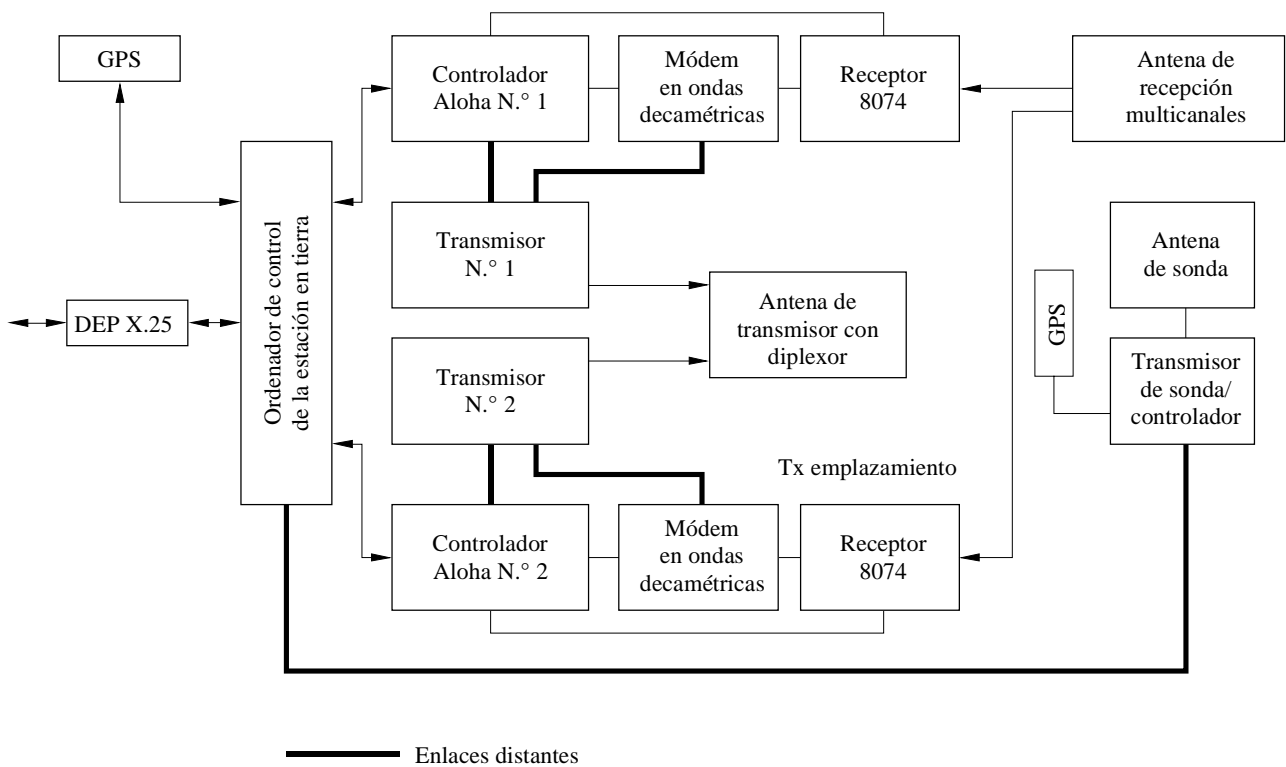 GPS
Controlador
Aloha N.° 1
Módem
en ondas
decamétricas
Receptor
8074
Antena de
recepción
multicanales
Ordenador de control
de la estación en tierra
Transmisor
N.° 1
Antena
de sonda
DEP X.25
Antena de
transmisor con
diplexor
GPS
Transmisor
N.° 2
Transmisor
de sonda/
controlador
Tx emplazamiento
Controlador
Aloha N.° 2
Módem
en ondas
decamétricas
Receptor
8074
Enlaces distantes